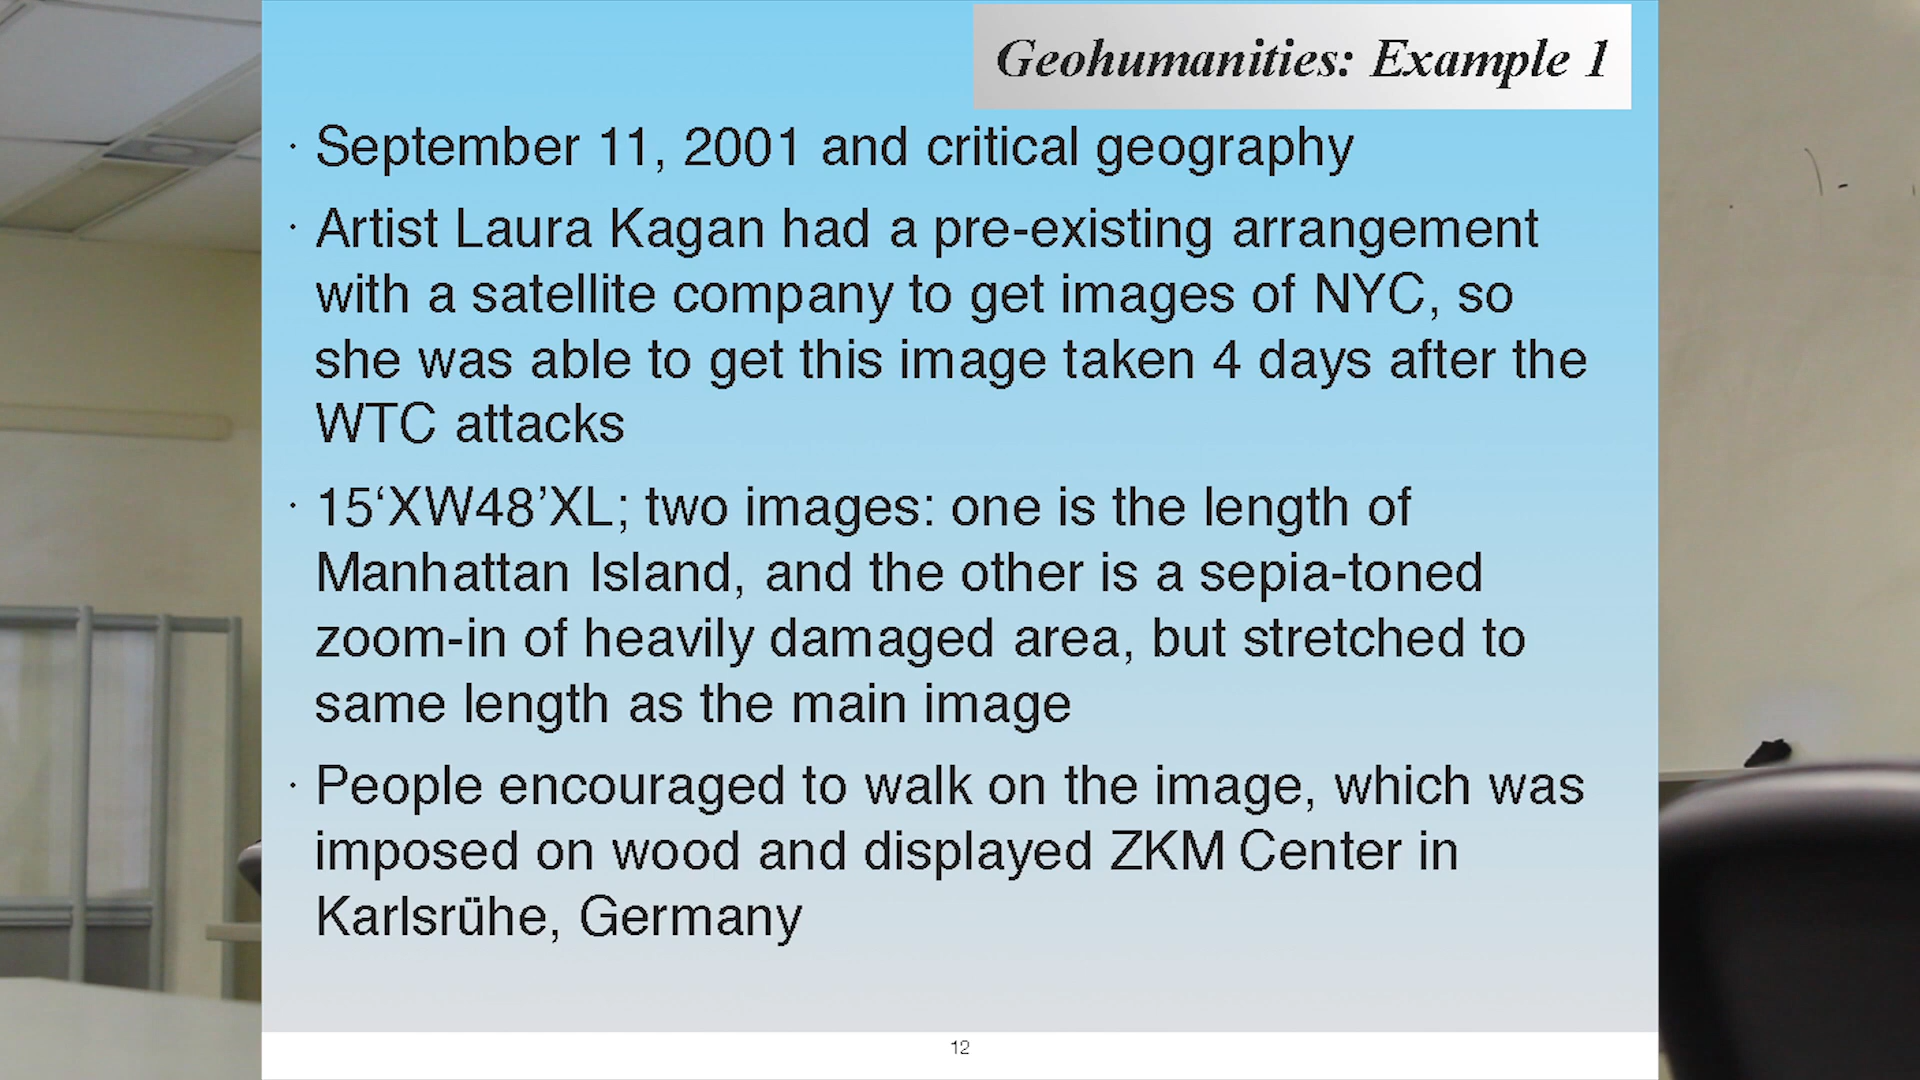 Geohumanities: Example 1
· September 11, 2001 and critical geography
· Artist Laura Kagan had a pre-existing arrangement
with a satellite company to get images of NYC, so
she was able to get this image taken 4 days after the
WTC attacks
· 15‘XW48’XL; two images: one is the length of
Manhattan Island, and the other is a sepia-toned
zoom-in of heavily damaged area, but stretched to
same length as the main image
· People encouraged to walk on the image, which was
imposed on wood and displayed ZKM Center in
Karlsrühe, Germany
12